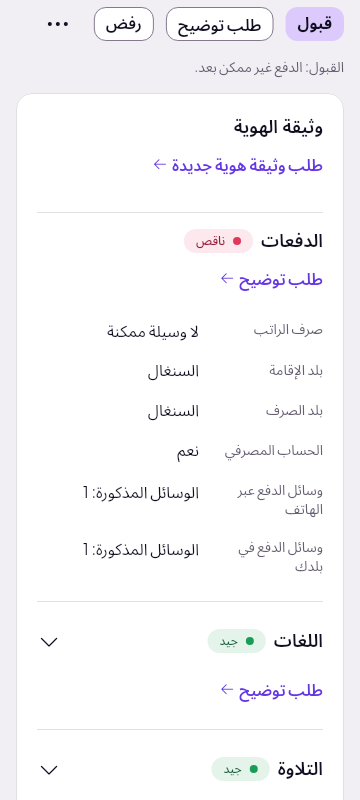 قبول
طلب توضيح
رفض
القبول: الدفع غير ممكن بعد.
وثيقة الهوية
طلب وثيقة هوية جديدة ←
الدفعات ناقص
طلب توضيح ←
صرف الراتب لا وسيلة ممكنة
بلد الإقامة السنغال
بلد الصرف السنغال
الحساب المصرفي نعم
وسائل الدفع عبر الهاتف الوسائل المذكورة: 1
وسائل الدفع في بلدك الوسائل المذكورة: 1
اللغات جيد
طلب توضيح ←
التلاوة جيد